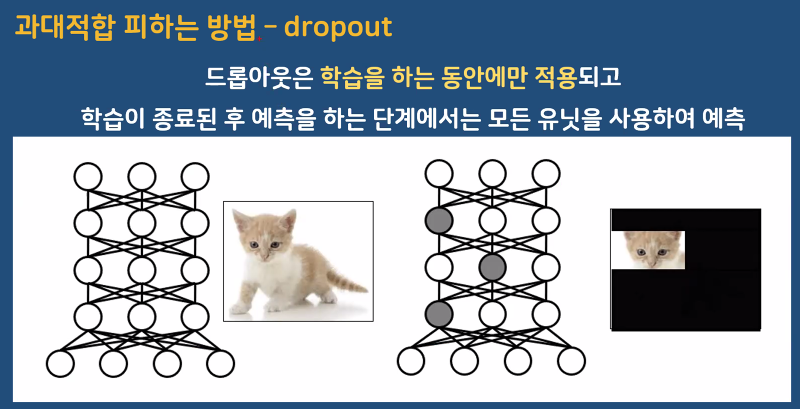 과대적합 피하는 방법 - dropout
드롭아웃은 학습을 하는 동안에만 적용되고
학습이 종료된 후 예측을 하는 단계에서는 모든 유닛을 사용하여 예측